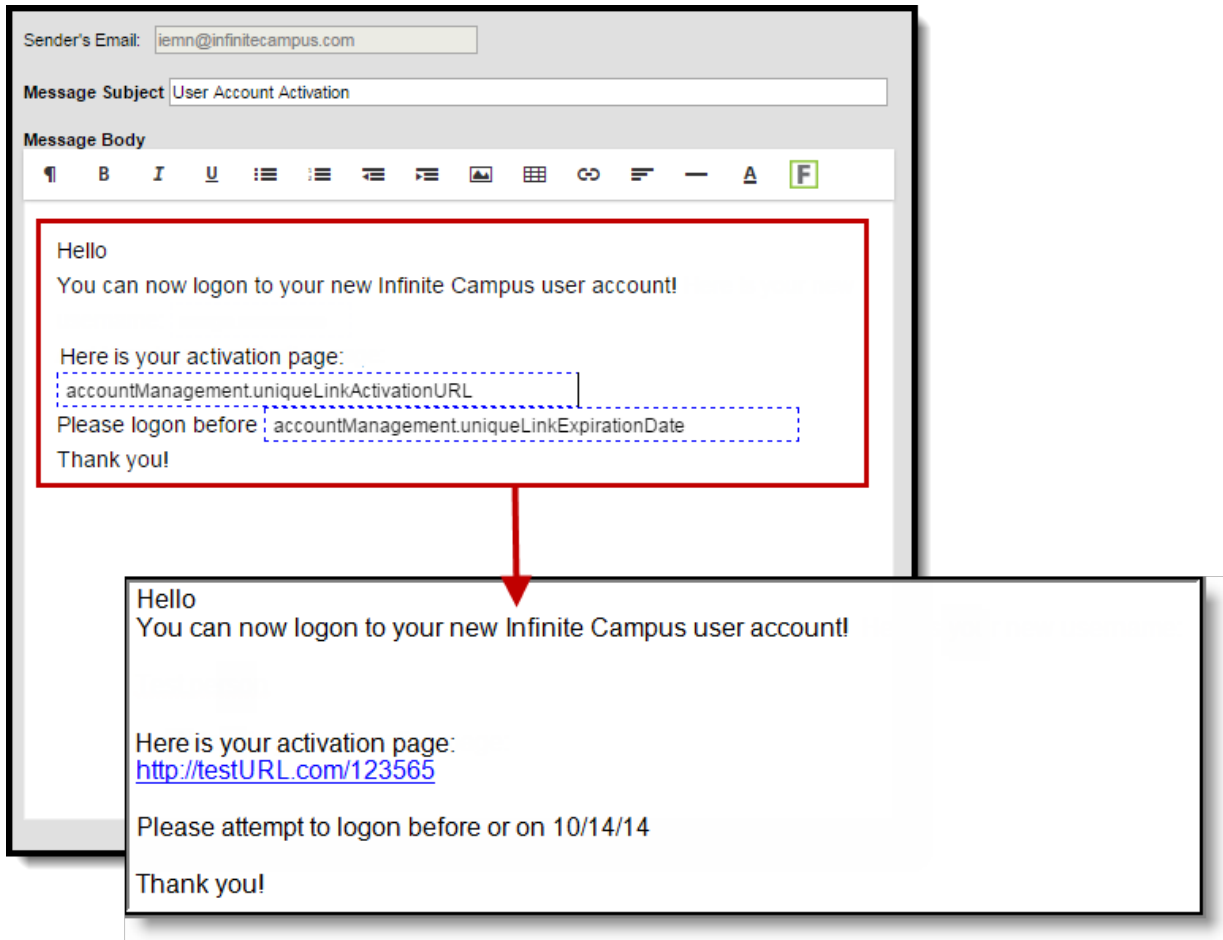 Sender's Email: iemn@infinitecampus.com
Message Subject User Account Activation
Message Body
¶ B I U A F
Hello
You can now logon to your new Infinite Campus user account!
Here is your activation page:
accountManagement.uniqueLinkActivationURL
Please logon before accountManagement.uniqueLinkExpirationDate
Thank you!
Hello
You can now logon to your new Infinite Campus user account!
Here is your activation page:
http://testURL.com/123565
Please attempt to logon before or on 10/14/14
Thank you!